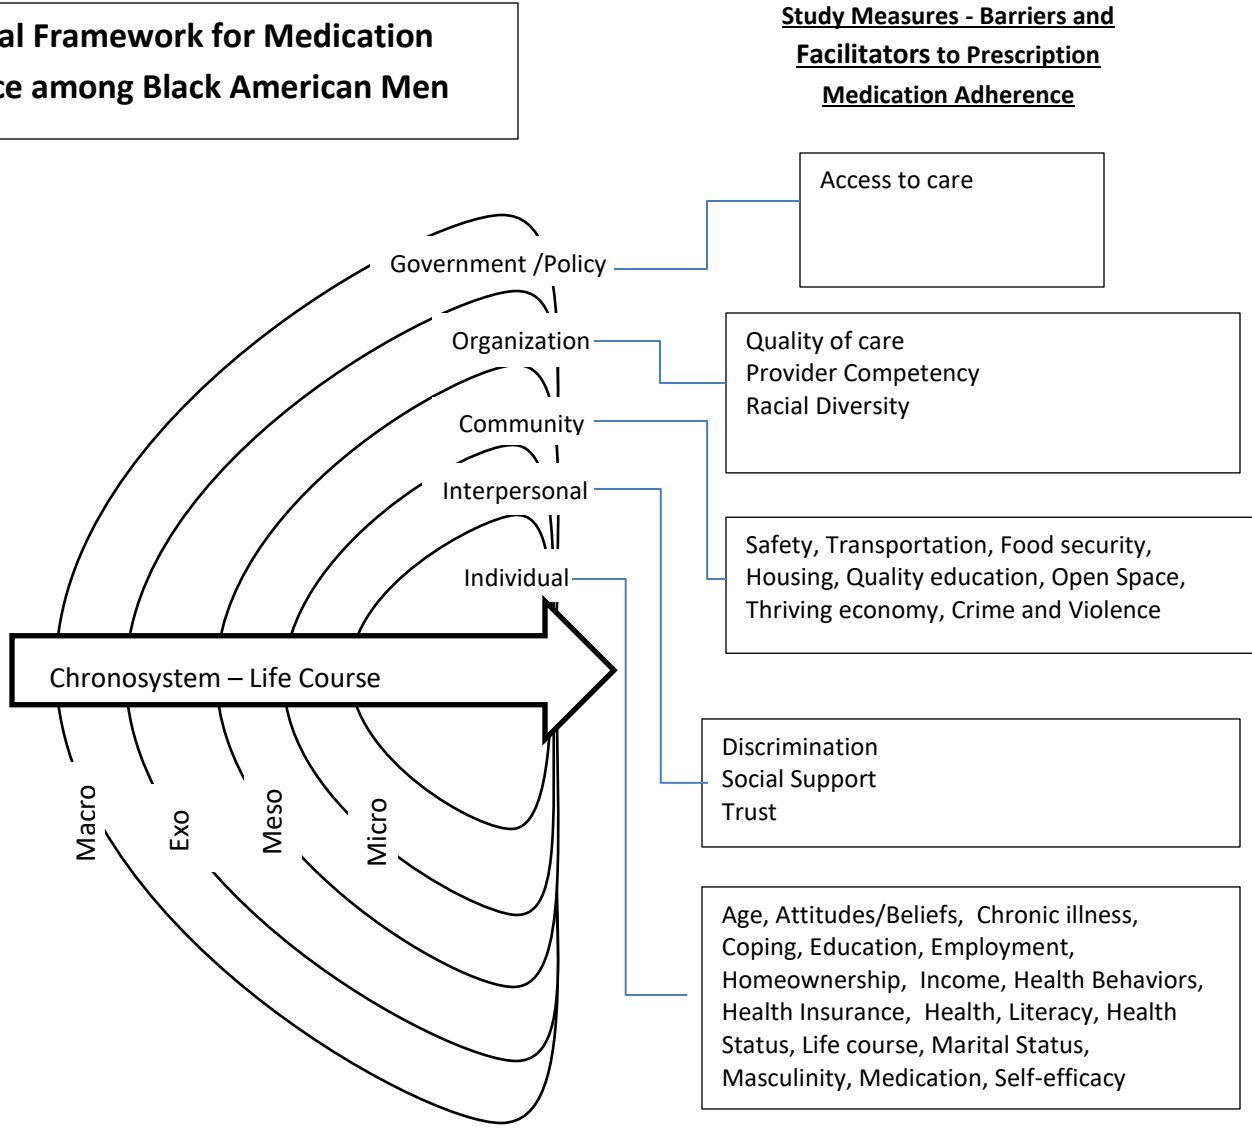 al Framework for Medication
ce among Black American Men
Study Measures - Barriers and
Facilitators to Prescription
Medication Adherence
Access to care
Government /Policy
Organization
Quality of care
Provider Competency
Racial Diversity
Community
Interpersonal
Safety, Transportation, Food security,
Housing, Quality education, Open Space,
Thriving economy, Crime and Violence
Individual
Chronosystem – Life Course
Discrimination
Social Support
Trust
Macro
Exo
Meso
Micro
Age, Attitudes/Beliefs,  Chronic illness,
Coping, Education, Employment,
Homeownership,  Income, Health Behaviors,
Health Insurance,  Health, Literacy, Health
Status, Life course, Marital Status,
Masculinity, Medication, Self-efficacy